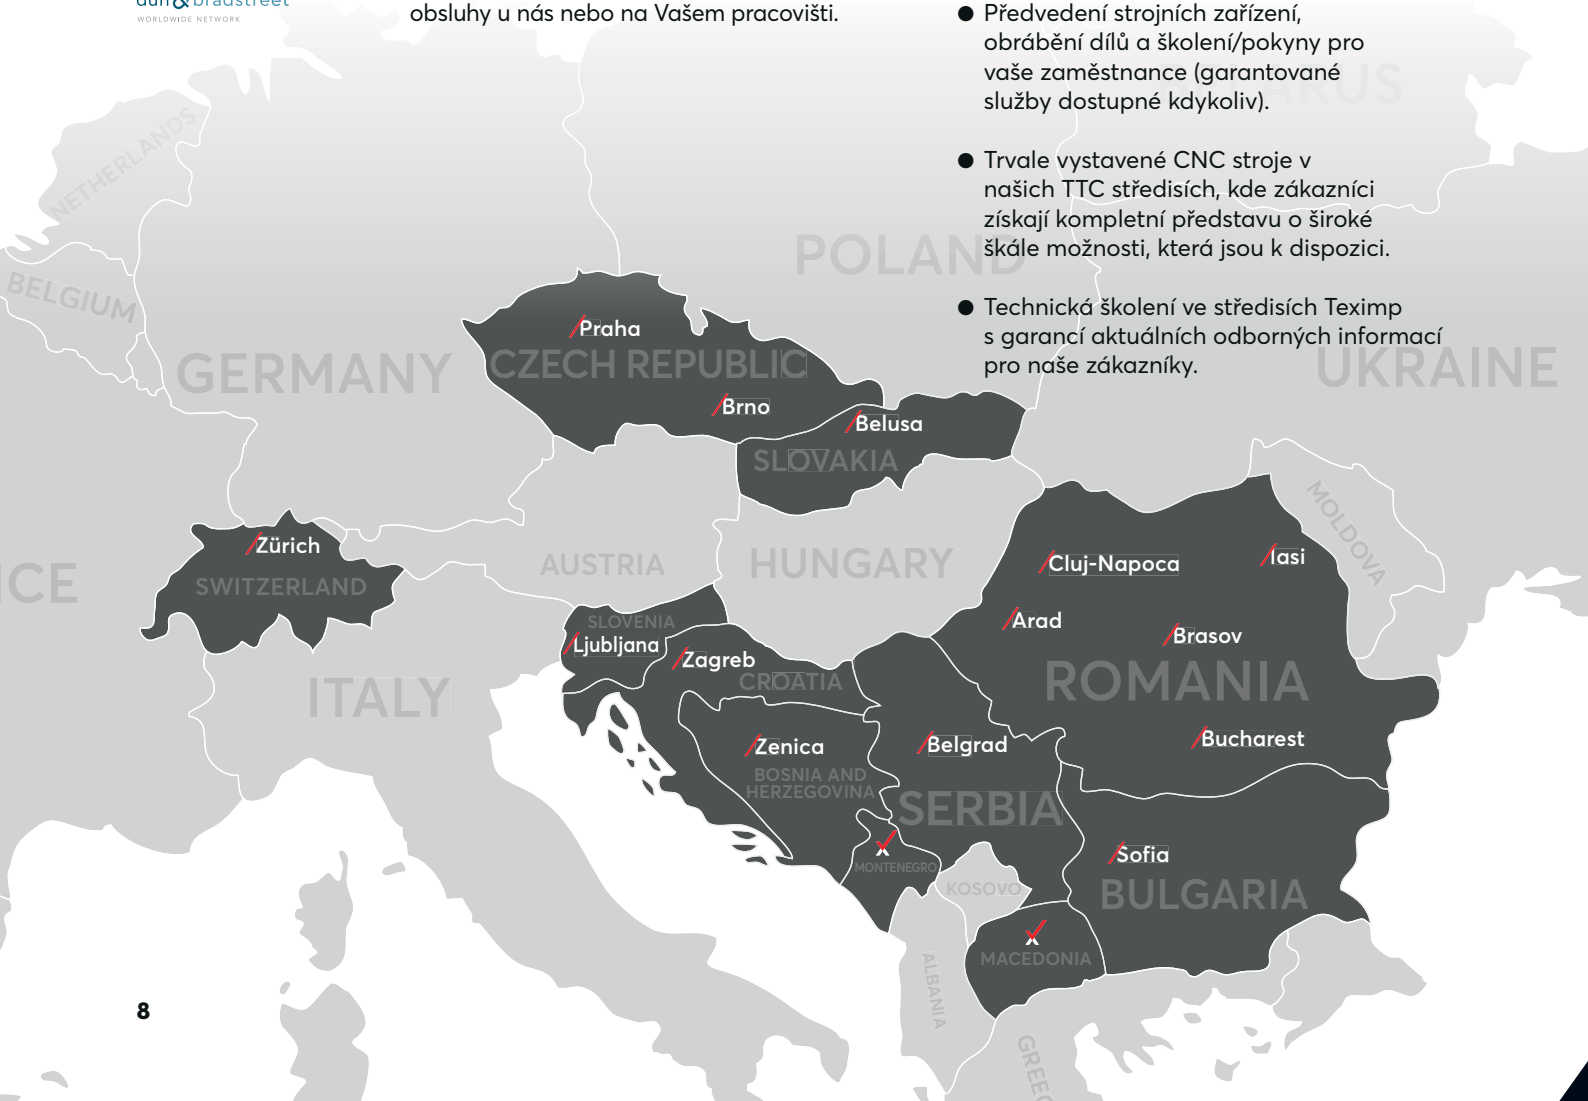 dun & bradstreet
WORLDWIDE NETWORK
obsluhy u nás nebo na Vašem pracovišti.
● Předvedení strojních zařízení,
obrábění dílů a školení/pokyny pro
vaše zaměstnance (garantované
služby dostupné kdykoliv).
● Trvale vystavené CNC stroje v
našich TTC středisích, kde zákazníci
získají kompletní představu o široké
škále možnosti, která jsou k dispozici.
● Technická školení ve středisích Teximp
s garancí aktuálních odborných informací
pro naše zákazníky.
NETHERLANDS
BELGIUM
GERMANY
POLAND
UKRAINE
Praha
CZECH REPUBLIC
Brno
Belusa
SLOVAKIA
MOLDOVA
Zürich
SWITZERLAND
AUSTRIA
HUNGARY
Cluj-Napoca
Iasi
Arad
Brasov
ROMANIA
Bucharest
SLOVENIA
Ljubljana
Zagreb
CROATIA
ITALY
Zenica
BOSNIA AND
HERZEGOVINA
Belgrad
SERBIA
MONTENEGRO
KOSOVO
Sofia
BULGARIA
MACEDONIA
ALBANIA
8